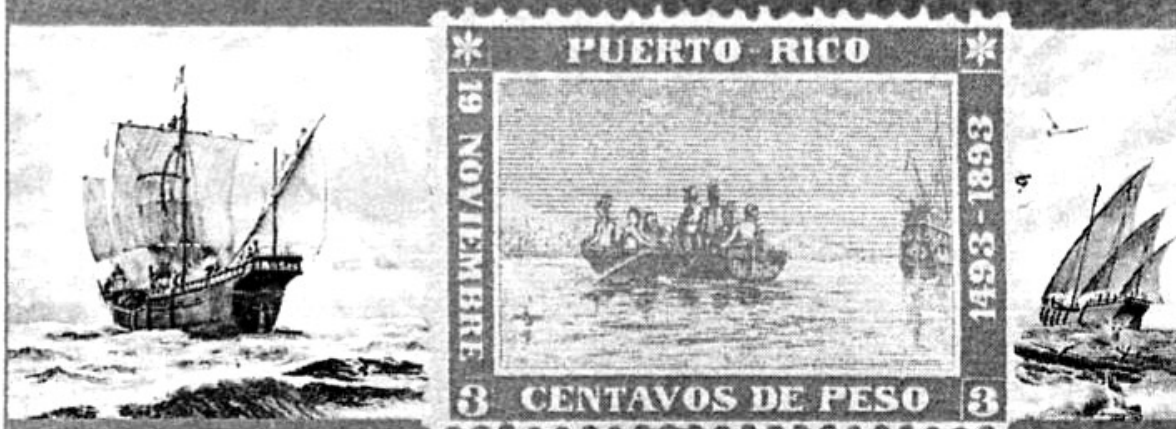 PUERTO-RICO
19 NOVIEMBRE
1493-1893
3 CENTAVOS DE PESO 3